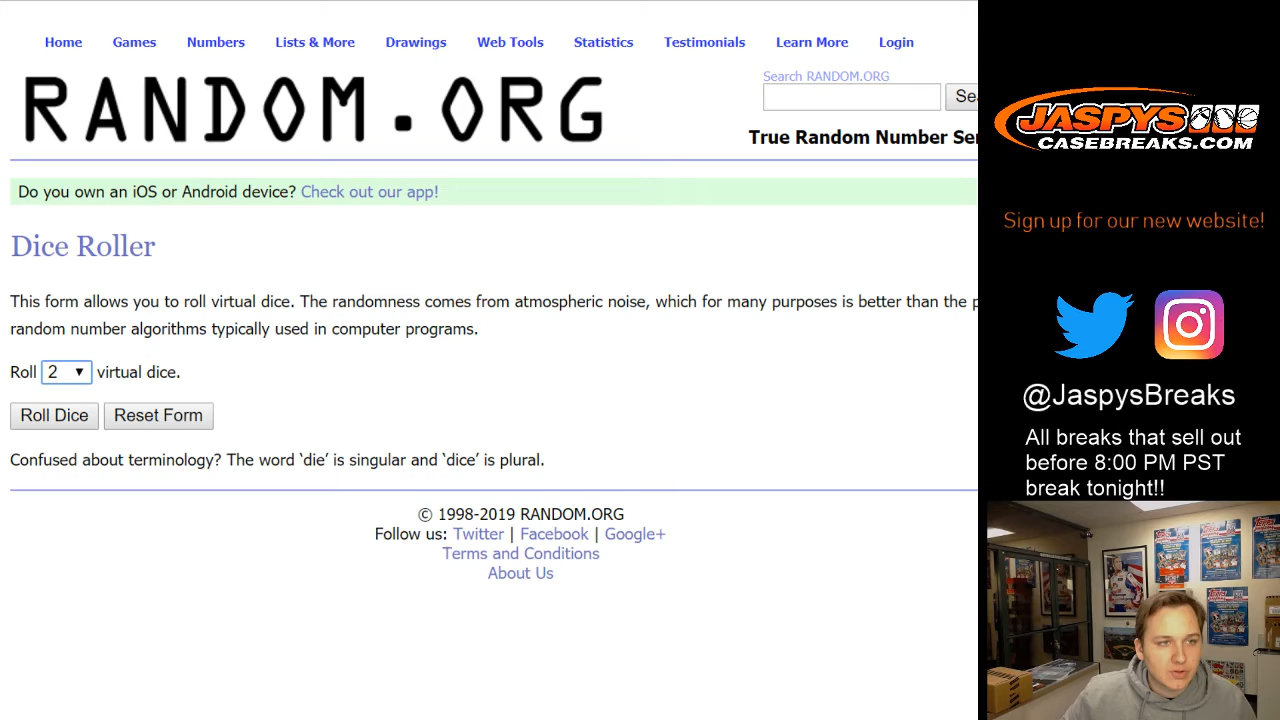 Home Games Numbers Lists & More Drawings Web Tools Statistics Testimonials Learn More Login
RANDOM.ORG
Search RANDOM.ORG
Sea
True Random Number Ser
Do you own an iOS or Android device? Check out our app!
Dice Roller
This form allows you to roll virtual dice. The randomness comes from atmospheric noise, which for many purposes is better than the p
random number algorithms typically used in computer programs.
Roll 2 ▼ virtual dice.
Roll Dice Reset Form
Confused about terminology? The word ‘die’ is singular and ‘dice’ is plural.
© 1998-2019 RANDOM.ORG
Follow us: Twitter | Facebook | Google+
Terms and Conditions
About Us
JASPYS
CASEBREAKS.COM
Sign up for our new website!
@JaspysBreaks
All breaks that sell out
before 8:00 PM PST
break tonight!!
Topps
Topps
Topps